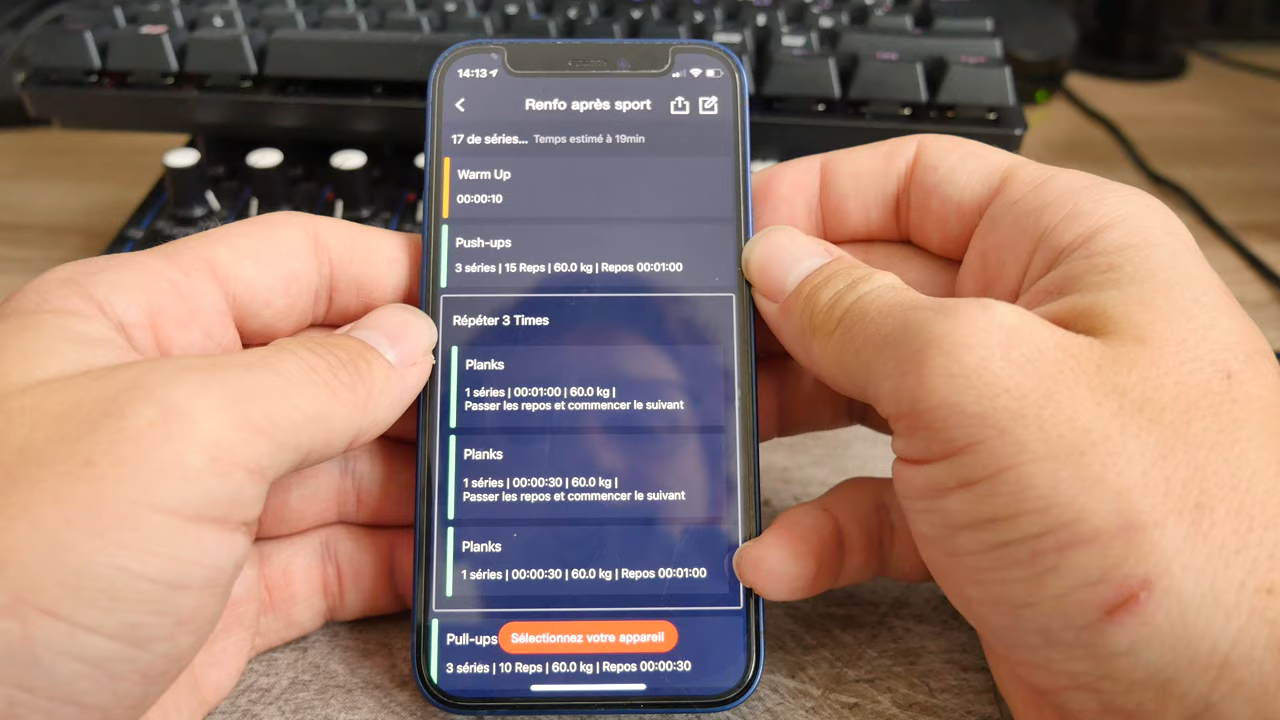 14:13
Renfo après sport
17 de séries... Temps estimé à 19min
Warm Up
00:00:10
Push-ups
3 séries | 15 Reps | 60.0 kg | Repos 00:01:00
Répéter 3 Times
Planks
1 séries | 00:01:00 | 60.0 kg |
Passer les repos et commencer le suivant
Planks
1 séries | 00:00:30 | 60.0 kg |
Passer les repos et commencer le suivant
Planks
1 séries | 00:00:30 | 60.0 kg | Repos 00:01:00
Pull-ups
Sélectionnez votre appareil
3 séries | 10 Reps | 60.0 kg | Repos 00:00:30